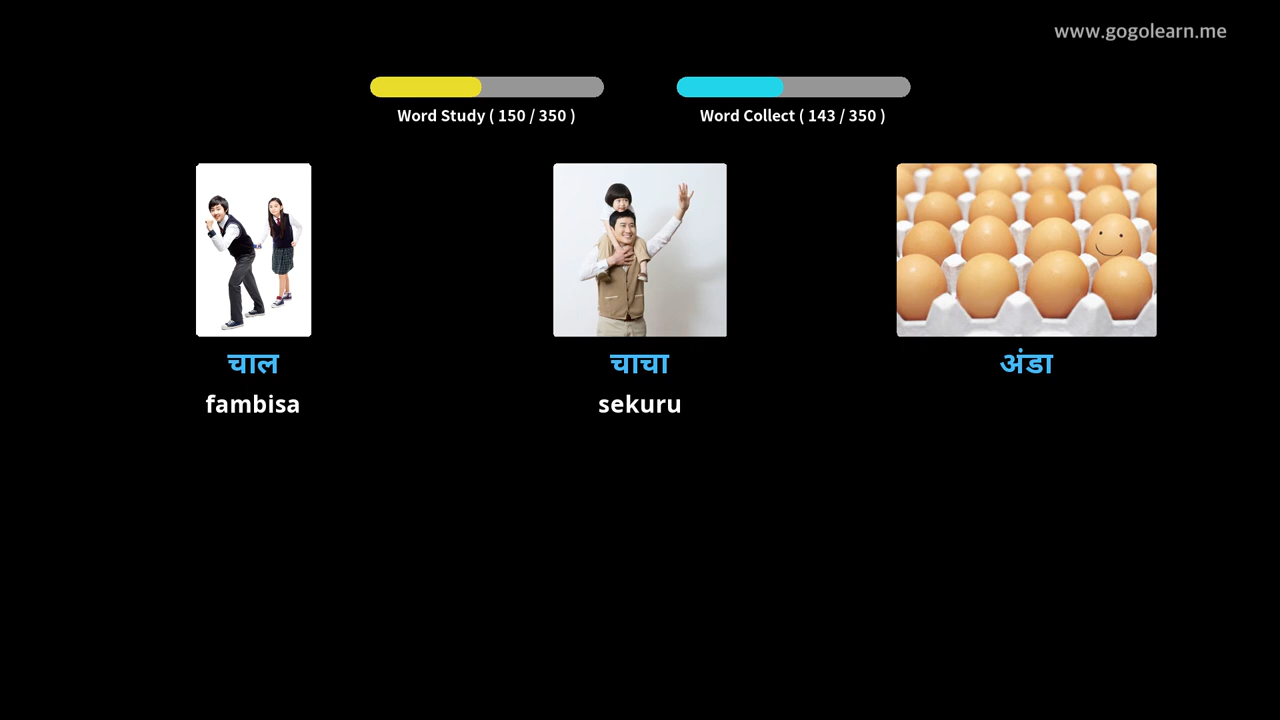 www.gogolearn.me
Word Study ( 150 / 350 )
Word Collect ( 143 / 350 )
चाल
चाचा
अंडा
fambisa
sekuru